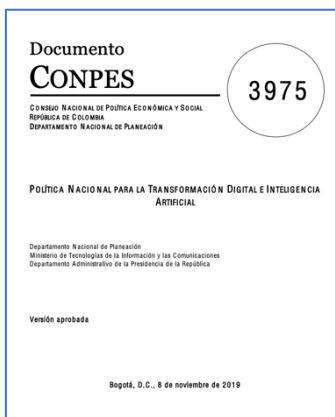 Documento
CONPES
3975
CONSEJO NACIONAL DE POLÍTICA ECONÓMICA Y SOCIAL
REPÚBLICA DE COLOMBIA
DEPARTAMENTO NACIONAL DE PLANEACIÓN
POLÍTICA NACIONAL PARA LA TRANSFORMACIÓN DIGITAL E INTELIGENCIA
ARTIFICIAL
Departamento Nacional de Planeación
Ministerio de Tecnologías de la Información y las Comunicaciones
Departamento Administrativo de la Presidencia de la República
Versión aprobada
Bogotá, D.C., 8 de noviembre de 2019